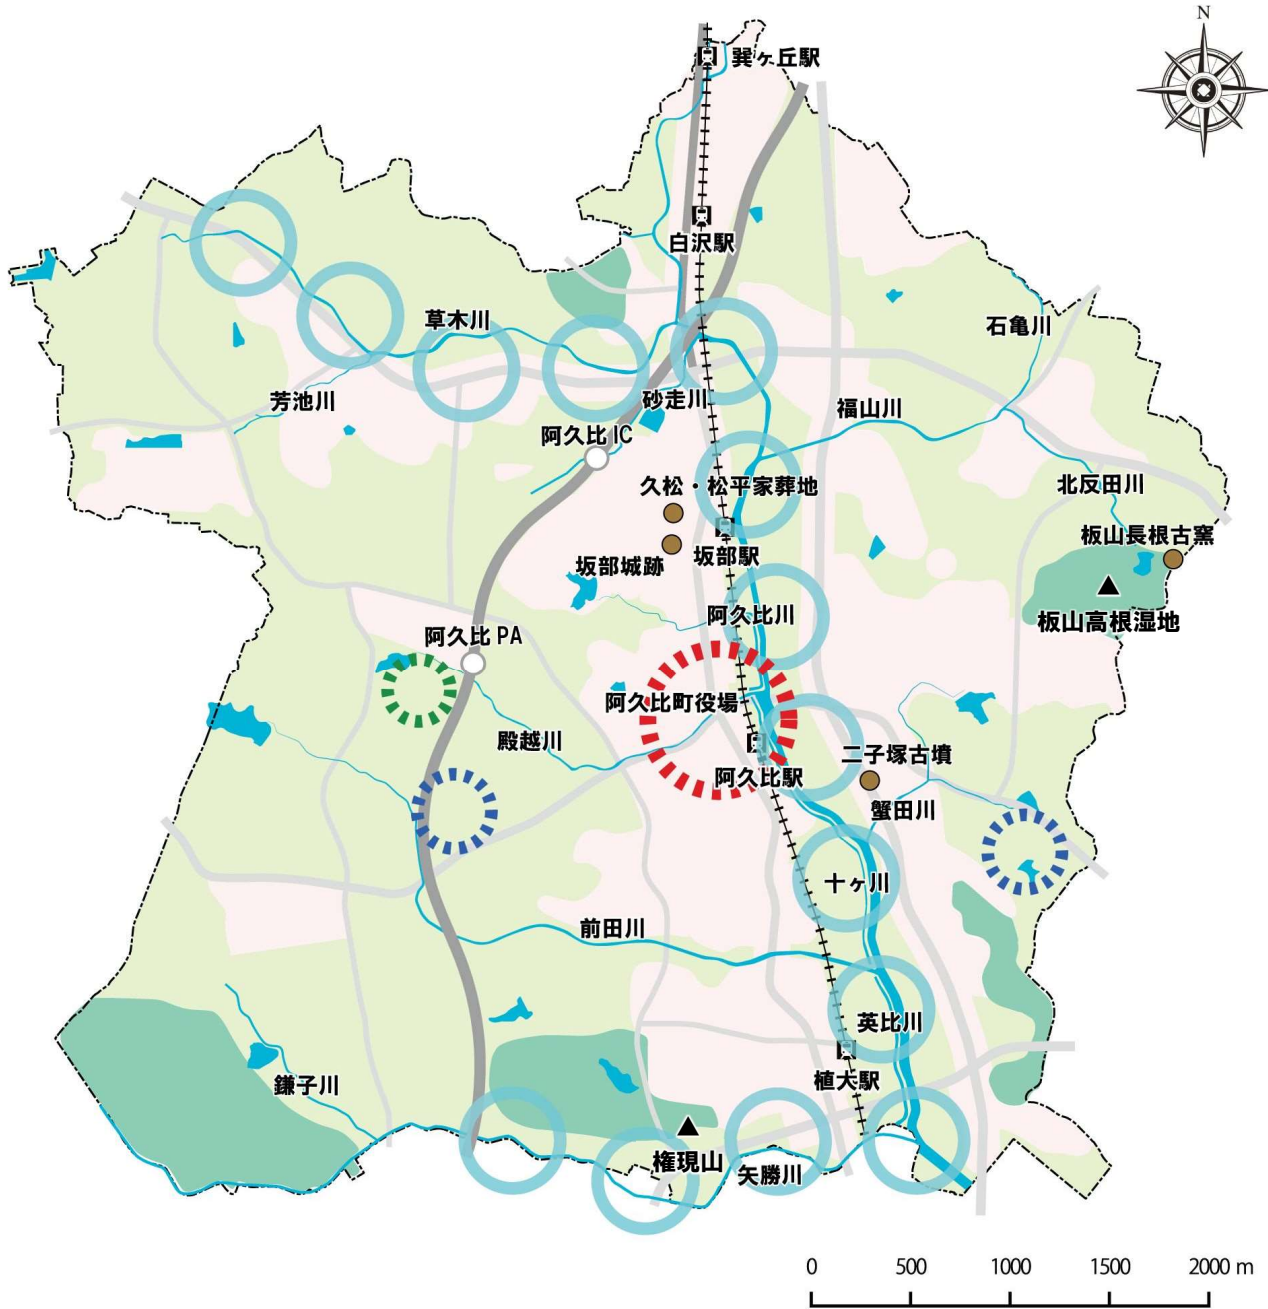 N
巽ヶ丘駅
白沢駅
草木川
石亀川
芳池川
砂走川
福山川
阿久比IC
久松・松平家葬地
北反田川
板山長根古窯
坂部駅
坂部城跡
阿久比川
板山高根湿地
阿久比PA
阿久比町役場
殿越川
二子塚古墳
阿久比駅
蟹田川
十ヶ川
前田川
英比川
植大駅
鎌子川
権現山
矢勝川
0 500 1000 1500 2000 m